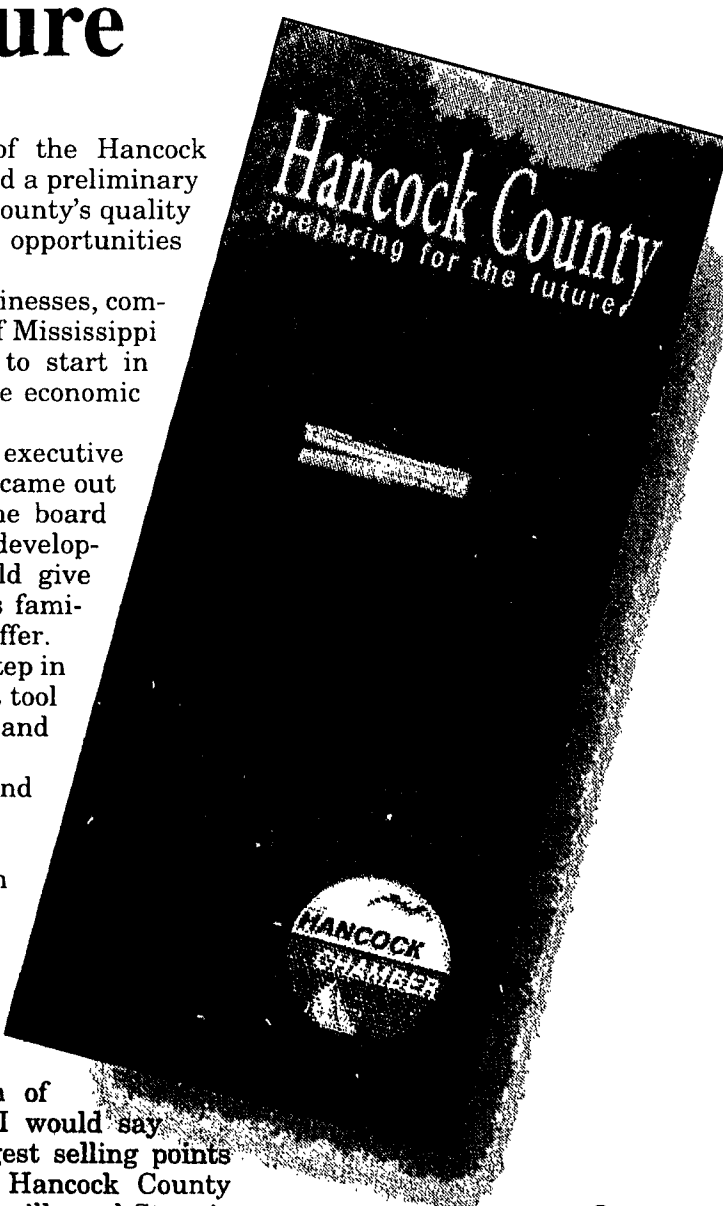 ure
of the Hancock
d a preliminary
ounty's quality
opportunities
inesses, com-
f Mississippi
to start in
e economic
executive
came out
ne board
develop-
ld give
s fami-
ffer.
tep in
tool
and
nd
n
of
I would say
gest selling points
Hancock County
Hancock County
preparing for the future
HANCOCK
CHAMBER